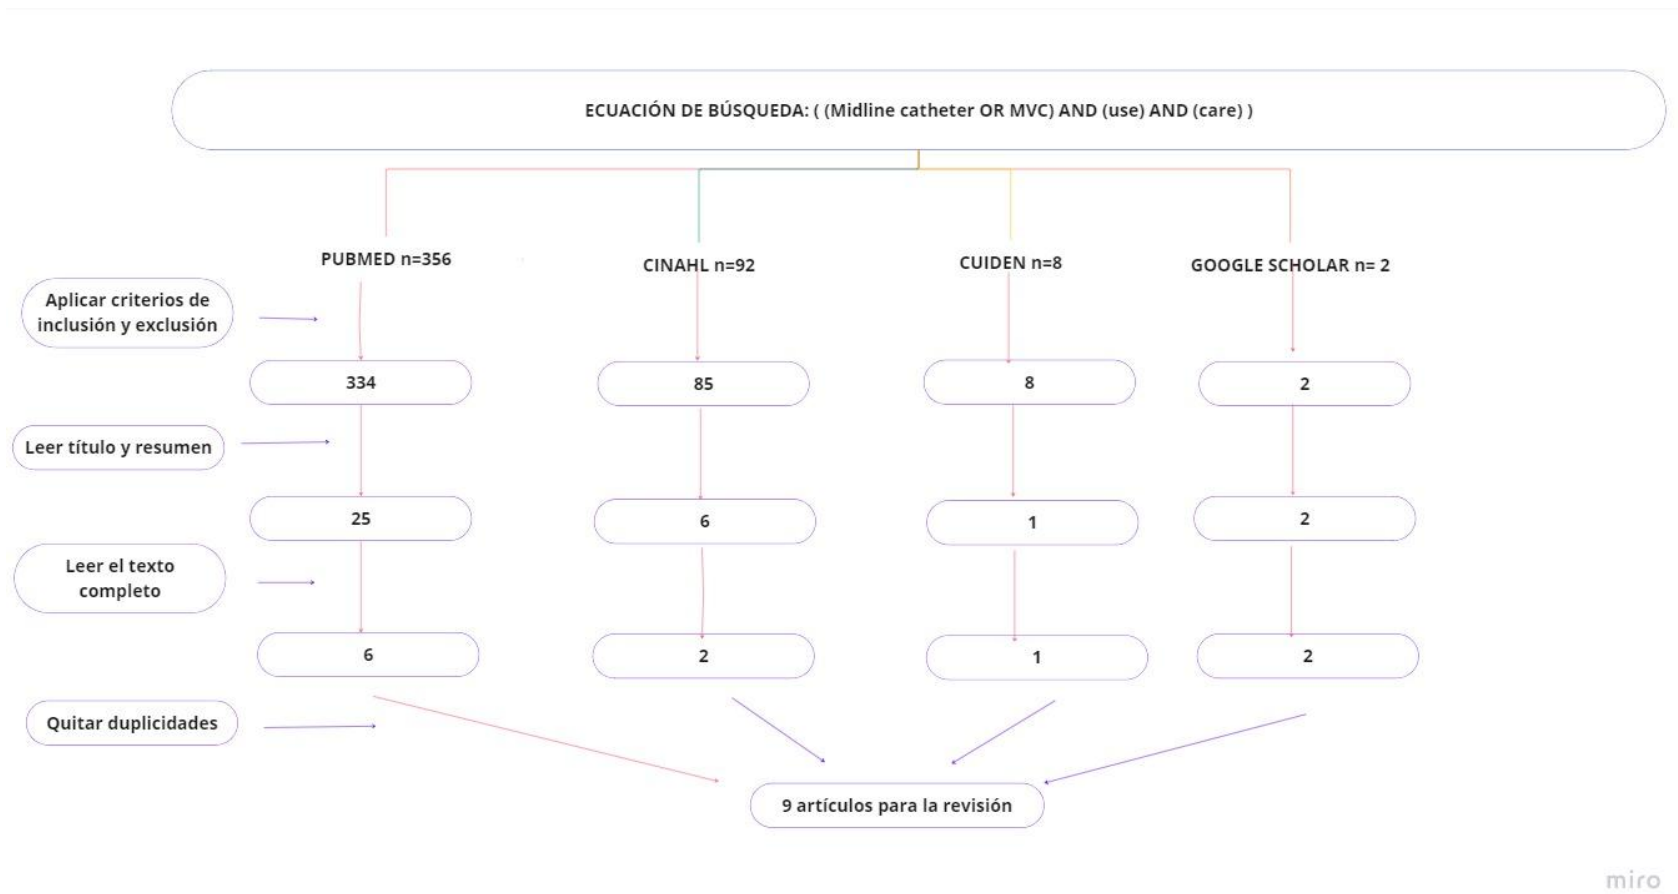 ECUACIÓN DE BÚSQUEDA: ( (Midline catheter OR MVC) AND (use) AND (care) )
PUBMED n=356
CINAHL n=92
CUIDEN n=8
GOOGLE SCHOLAR n= 2
Aplicar criterios de
inclusión y exclusión
334
85
8
2
Leer título y resumen
25
6
1
2
Leer el texto
completo
6
2
1
2
Quitar duplicidades
9 artículos para la revisión
miro